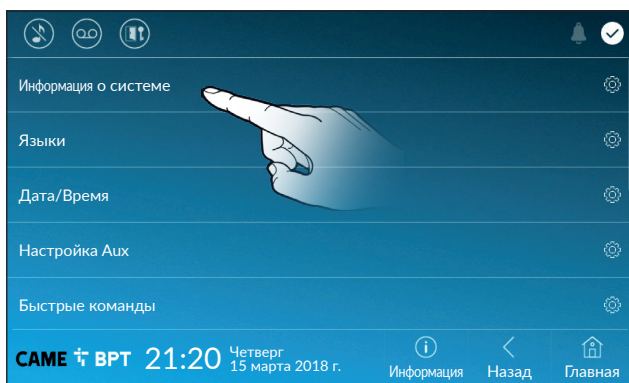 Информация о системе
Языки
Дата/Время
Настройка Aux
Быстрые команды
CAME BPT 21:20 Четверг
15 марта 2018 г.
Информация Назад Главная